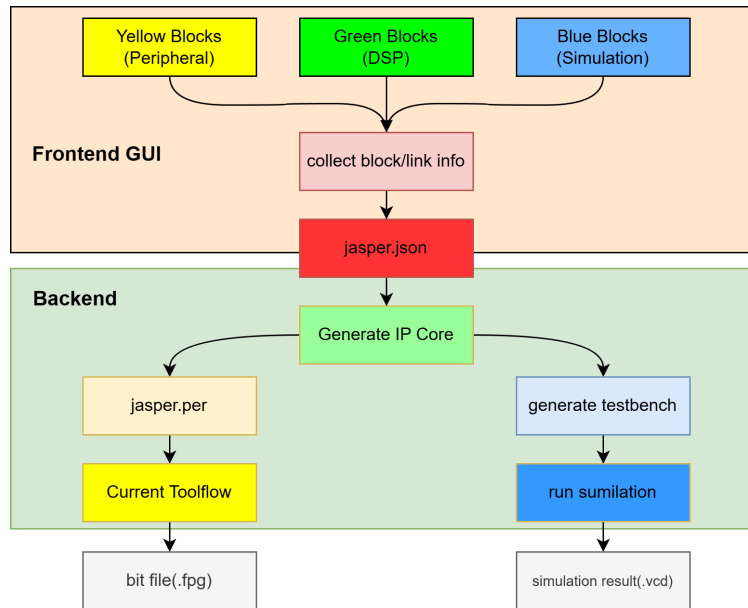 Yellow Blocks
(Peripheral)
Green Blocks
(DSP)
Blue Blocks
(Simulation)
Frontend GUI
collect block/link info
jasper.json
Backend
Generate IP Core
jasper.per
generate testbench
Current Toolflow
run sumilation
bit file(.fpg)
simulation result(.vcd)